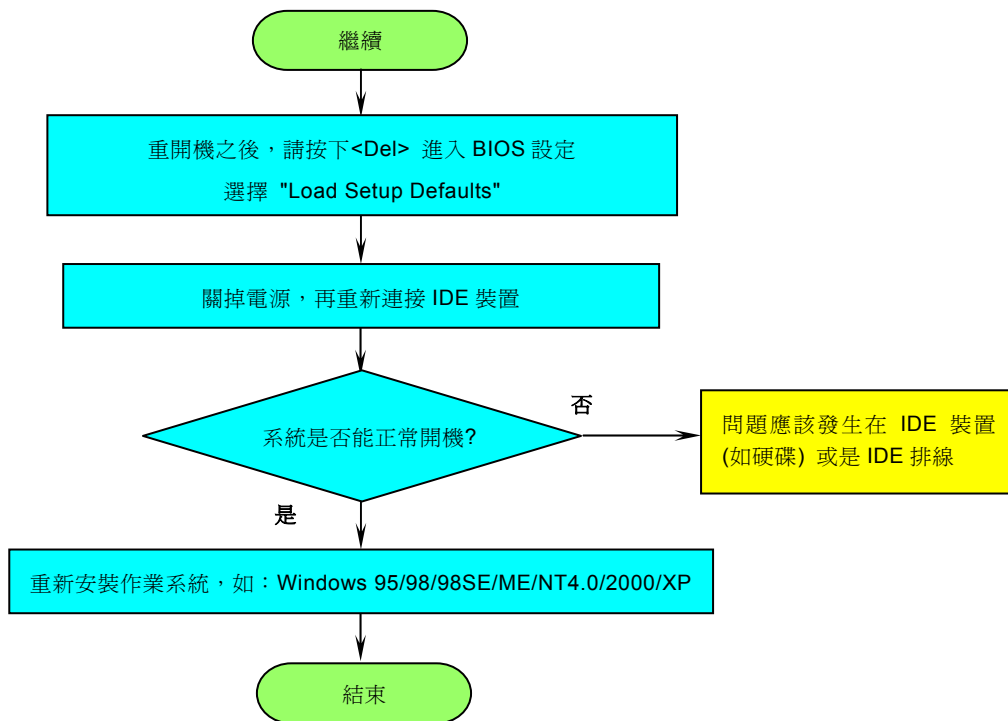 繼續
重開機之後，請按下<Del> 進入 BIOS 設定
選擇 "Load Setup Defaults"
關掉電源，再重新連接 IDE 裝置
系統是否能正常開機?
否
問題應該發生在 IDE 裝置
(如硬碟) 或是 IDE 排線
是
重新安裝作業系統，如：Windows 95/98/98SE/ME/NT4.0/2000/XP
結束